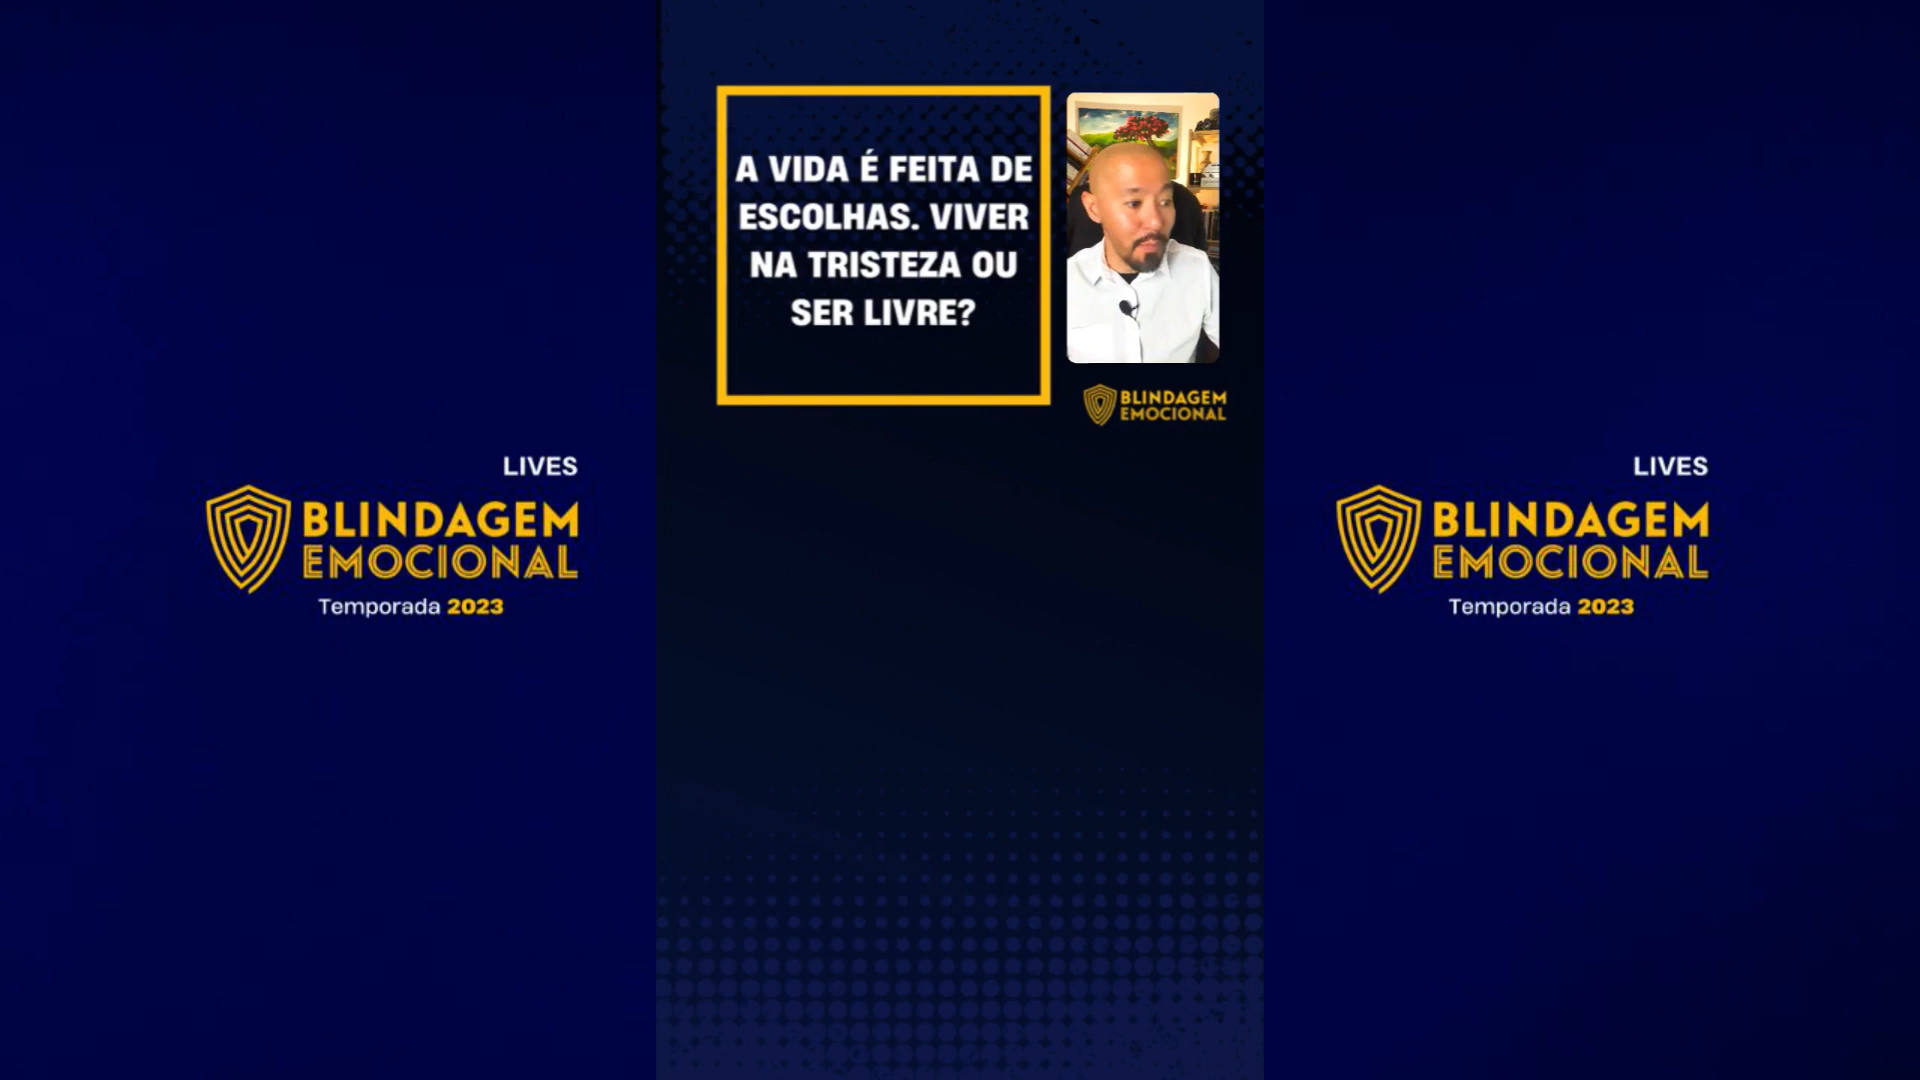 A VIDA É FEITA DE
ESCOLHAS. VIVER
NA TRISTEZA OU
SER LIVRE?
BLINDAGEM
EMOCIONAL
LIVES
BLINDAGEM
EMOCIONAL
Temporada 2023
LIVES
BLINDAGEM
EMOCIONAL
Temporada 2023